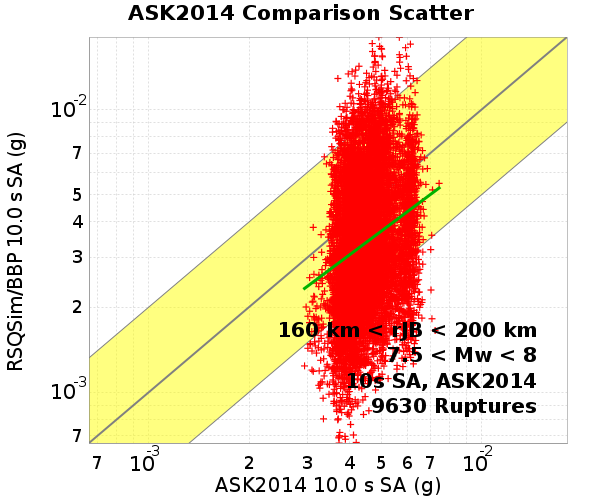 ASK2014 Comparison Scatter
RSQSim/BBP 10.0 s SA (g)
10-2
7
5
4
3
2
10-3
7
160 km < rJB < 200 km
7.5 < Mw < 8
10s SA, ASK2014
9630 Ruptures
7 10-3 2 3 4 5 6 7 10-2
ASK2014 10.0 s SA (g)